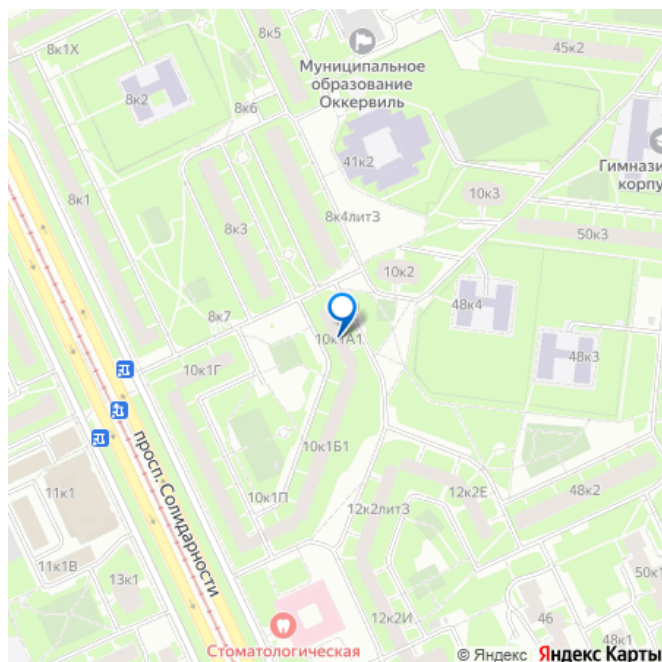 8к1Х
8к5
45к2
Муниципальное
образование
Оккервиль
8к2
8к6
41к2
Гимнази
корпу
8к1
10к3
8к3
8к4лит3
50к3
10к2
48к4
8к7
10к1А1
48к3
10к1Г
просп. Солидарности
10к1Б1
11к1
10к1П
12к2Е
48к2
12к2лит3
11к1В
13к1
50к1
12к2И
46
48к1
Стоматологическая
© Яндекс Яндекс Карты